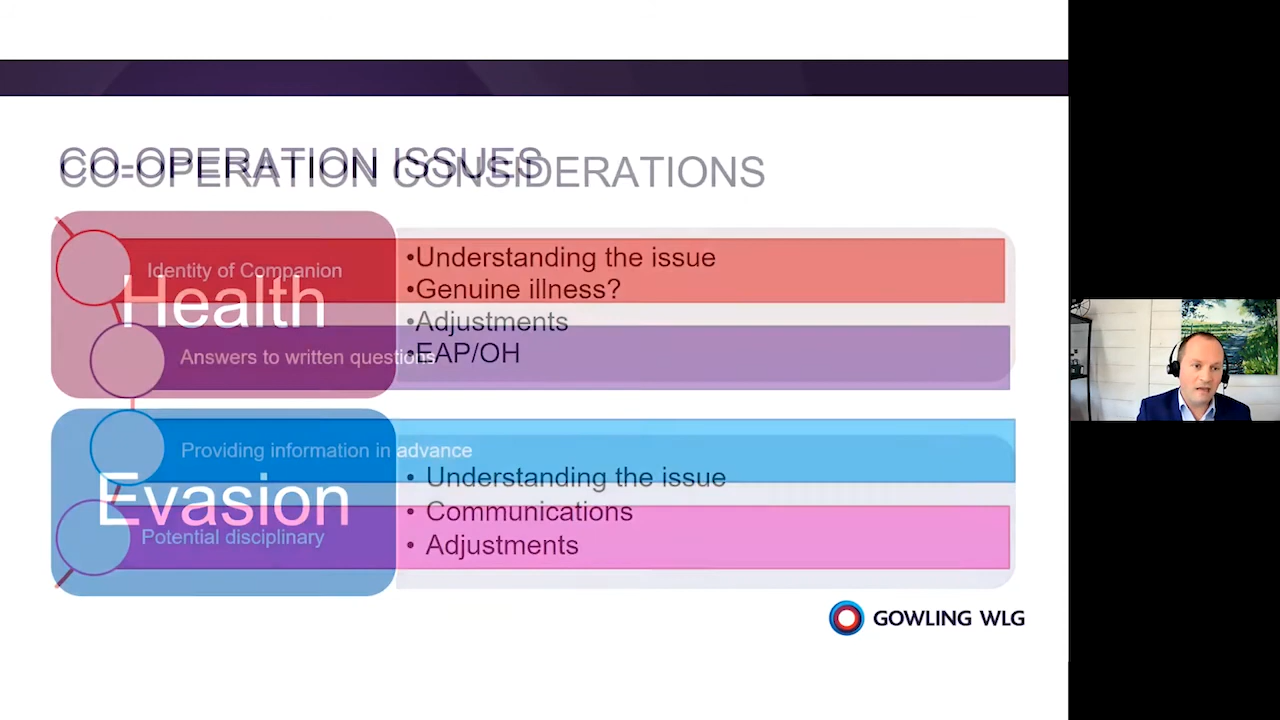 CO-OPERATION ISSUES
CO-OPERATION CONSIDERATIONS
Identity of Companion
Health
Answers to written questions
•Understanding the issue
•Genuine illness?
•Adjustments
•EAP/OH
Providing information in advance
Evasion
Potential disciplinary
• Understanding the issue
• Communications
• Adjustments
GOWLING WLG